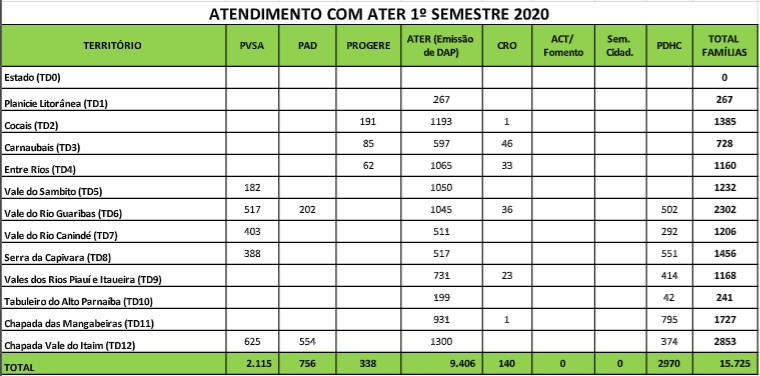 ATENDIMENTO COM ATER 1º SEMESTRE 2020
TERRITÓRIO PVSA PAD PROGERE ATER (Emissão de DAP) CRO ACT/ Fomento Sem. Cidad. PDHC TOTAL FAMÍLIAS
Estado (TD0) 0
Planicie Litorânea (TD1) 267 267
Cocais (TD2) 191 1193 1 1385
Carnaubais (TD3) 85 597 46 728
Entre Rios (TD4) 62 1065 33 1160
Vale do Sambito (TD5) 182 1050 1232
Vale do Rio Guaribas (TD6) 517 202 1045 36 502 2302
Vale do Rio Canindé (TD7) 403 511 292 1206
Serra da Capivara (TD8) 388 517 551 1456
Vales dos Rios Piauí e Itaueira (TD9) 731 23 414 1168
Tabuleiro do Alto Parnaíba (TD10) 199 42 241
Chapada das Mangabeiras (TD11) 931 1 795 1727
Chapada Vale do Itaim (TD12) 625 554 1300 374 2853
TOTAL 2.115 756 338 9.406 140 0 0 2970 15.725